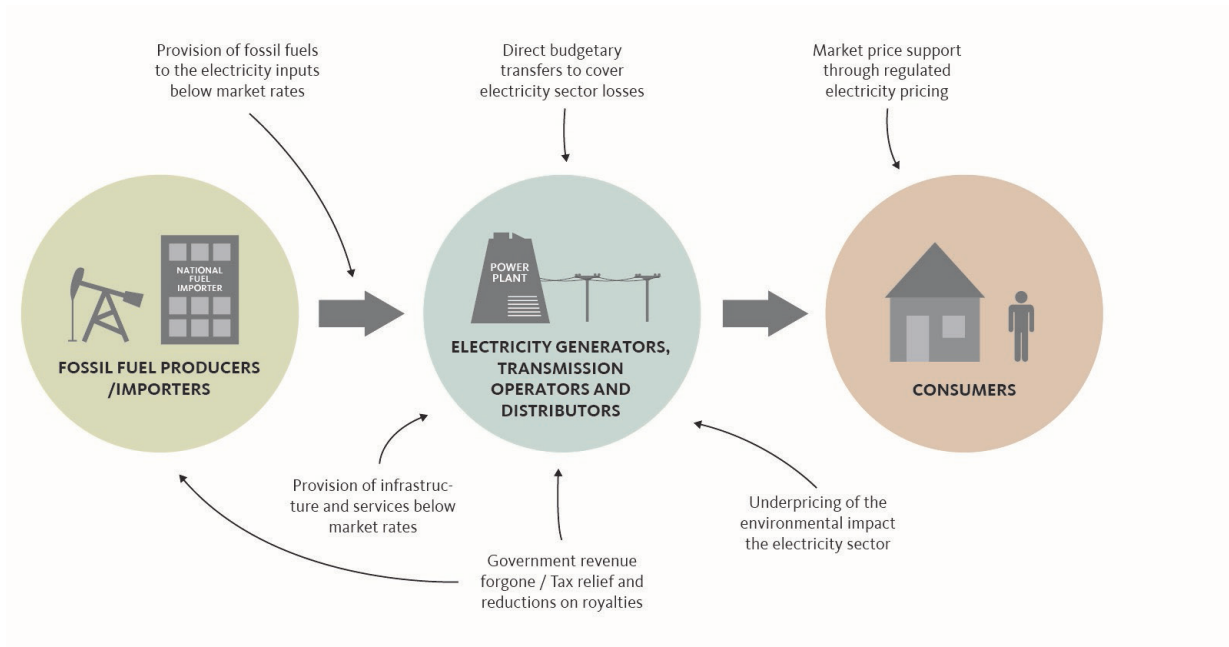 Provision of fossil fuels
to the electricity inputs
below market rates
Direct budgetary
transfers to cover
electricity sector losses
Market price support
through regulated
electricity pricing
NATIONAL
FUEL
IMPORTER
FOSSIL FUEL PRODUCERS
/IMPORTERS
POWER
PLANT
ELECTRICITY GENERATORS,
TRANSMISSION
OPERATORS AND
DISTRIBUTORS
CONSUMERS
Provision of infrastruc-
ture and services below
market rates
Government revenue
forgone / Tax relief and
reductions on royalties
Underpricing of the
environmental impact
the electricity sector